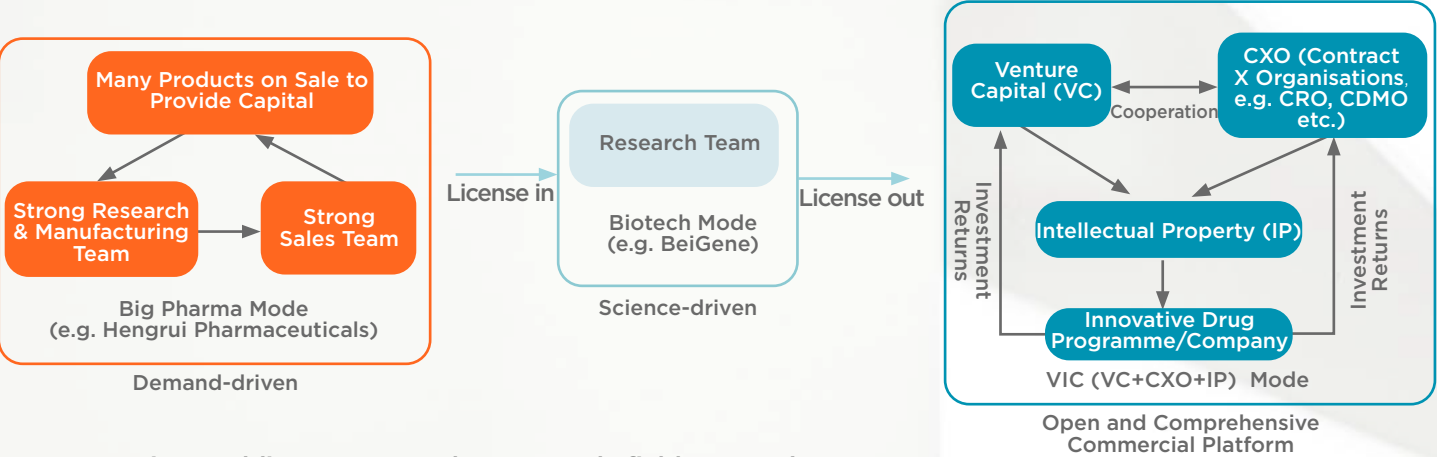 Many Products on Sale to
Provide Capital
Strong Research
& Manufacturing
Team
Strong
Sales Team
Big Pharma Mode
(e.g. Hengrui Pharmaceuticals)
Demand-driven
License in
Research Team
Biotech Mode
(e.g. BeiGene)
Science-driven
License out
Venture
Capital (VC)
Cooperation
CXO (Contract
X Organisations,
e.g. CRO, CDMO
etc.)
Investment
Returns
Intellectual Property (IP)
Investment
Returns
Innovative Drug
Programme/Company
VIC (VC+CXO+IP) Mode
Open and Comprehensive
Commercial Platform